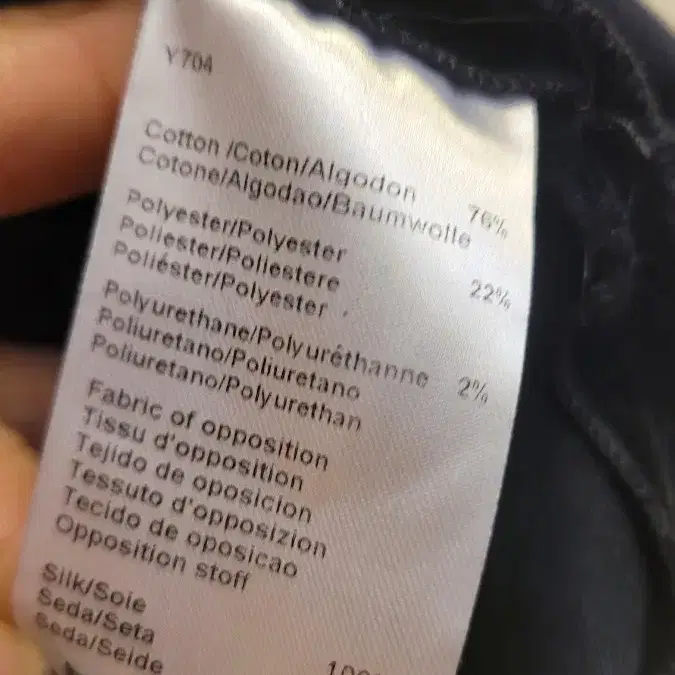 Y704
Cotton /Coton/Algodon
Cotone/Algodao/Baumwolle 76%
Polyester/Polyester
Poliester/Poliestere
Poliéster/Polyester 22%
Polyurethane/Polyuréthanne
Poliuretano/Poliuretano 2%
Poliuretano/Polyurethan
Fabric of opposition
Tissu d'opposition
Tejido de oposicion
Tessuto d'opposizion
Tecido de oposicao
Opposition stoff
Silk/Soie
Seda/Seta
Seda/Seide